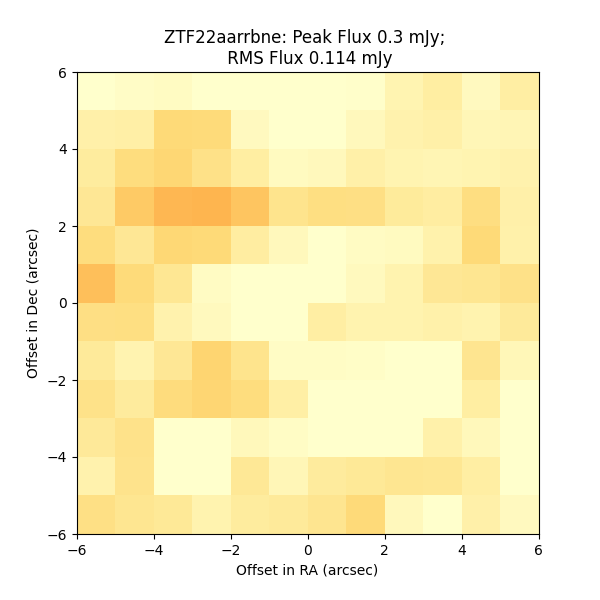 ZTF22aarrbne: Peak Flux 0.3 mJy;
RMS Flux 0.114 mJy
6
4
2
0
−2
−4
−6
Offset in Dec (arcsec)
−6 −4 −2 0 2 4 6
Offset in RA (arcsec)